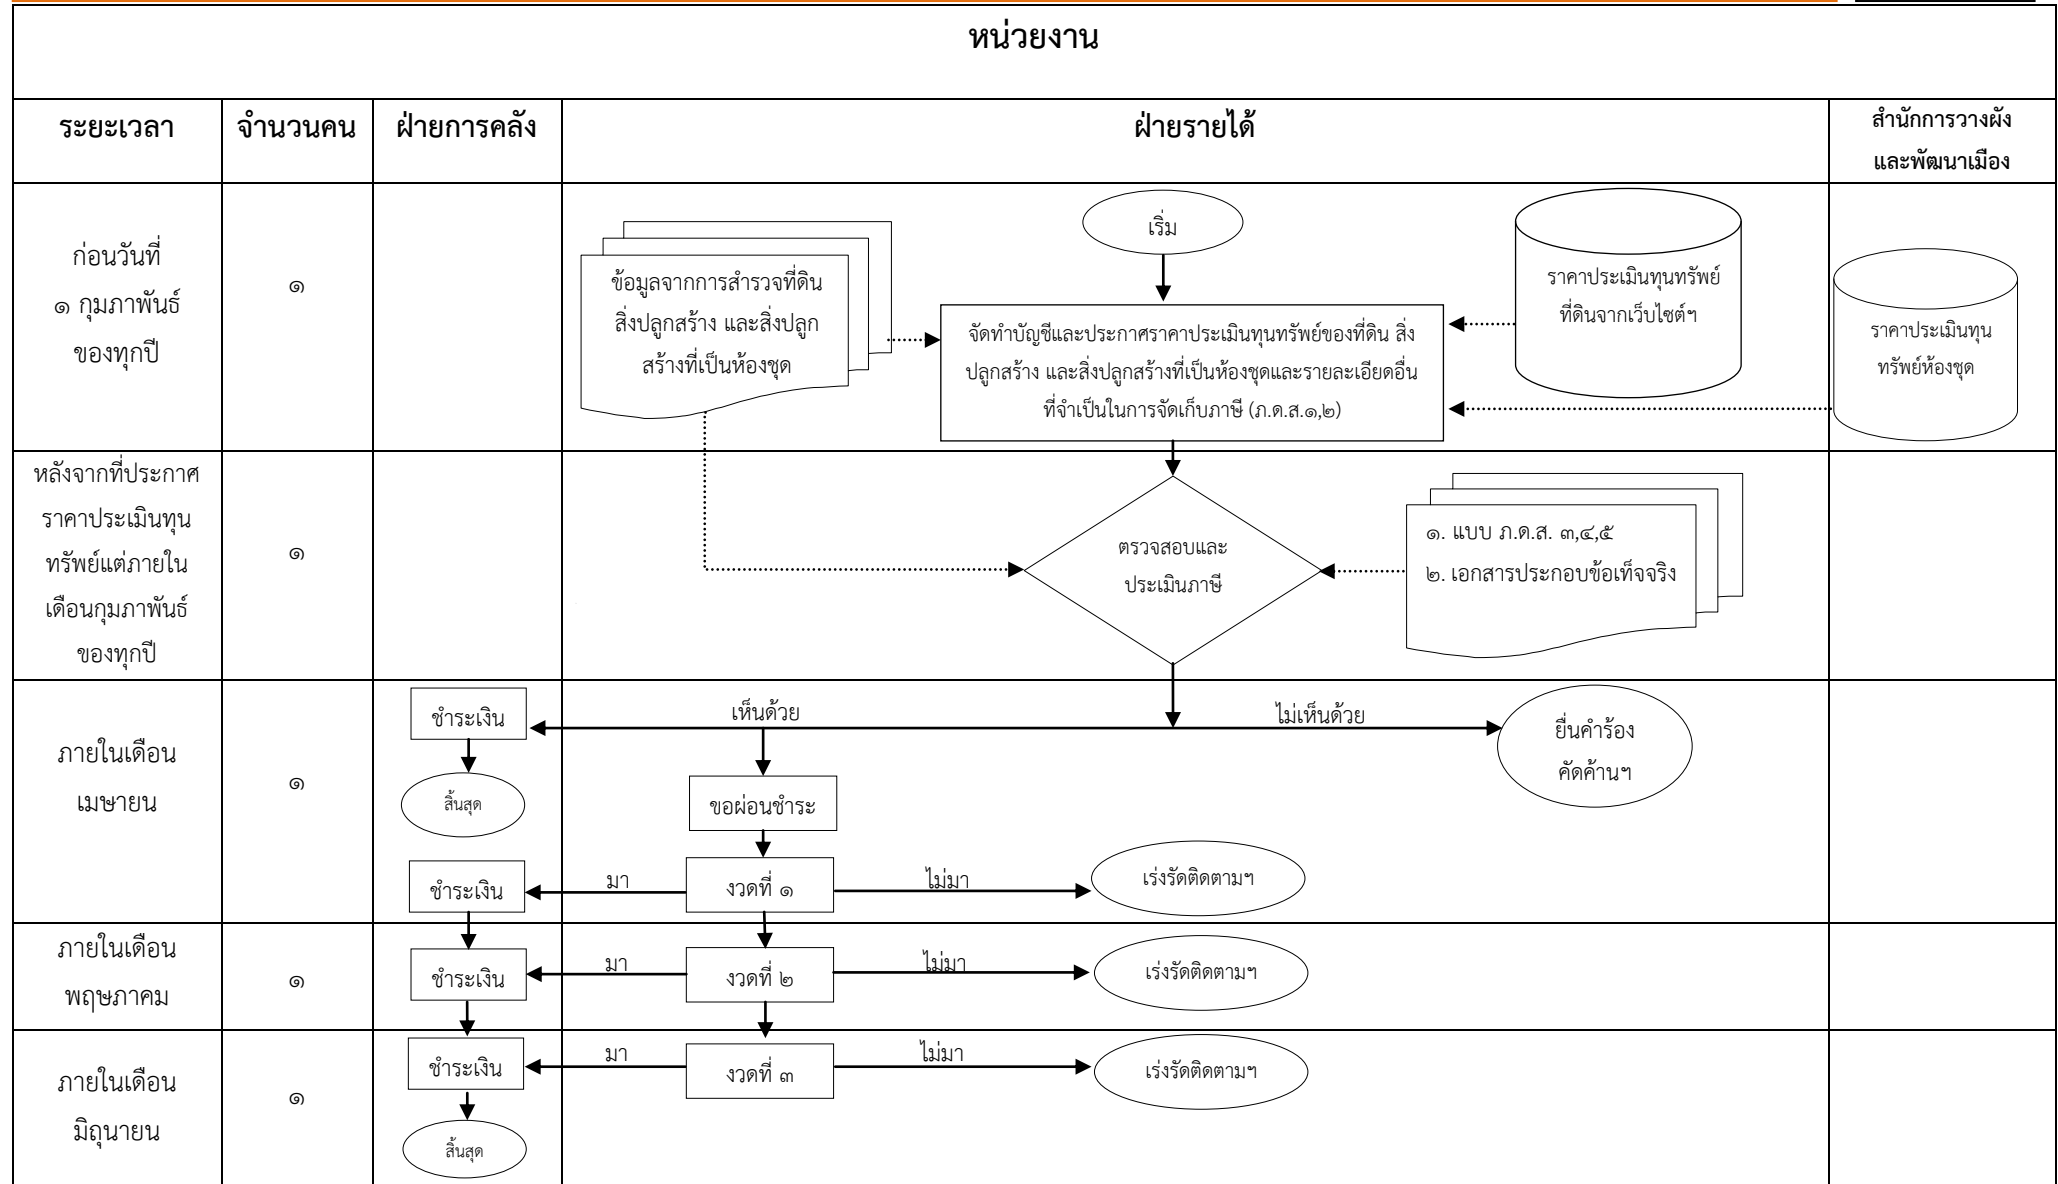 หน่วยงาน
ระยะเวลา
จำนวนคน
ฝ่ายการคลัง
ฝ่ายรายได้
สำนักการวางผัง
และพัฒนาเมือง
ก่อนวันที่
๑ กุมภาพันธ์
ของทุกปี
๑
ข้อมูลจากการสำรวจที่ดิน
สิ่งปลูกสร้าง และสิ่งปลูก
สร้างที่เป็นห้องชุด
เริ่ม
จัดทำบัญชีและประกาศราคาประเมินทุนทรัพย์ของที่ดิน สิ่ง
ปลูกสร้าง และสิ่งปลูกสร้างที่เป็นห้องชุดและรายละเอียดอื่น
ที่จำเป็นในการจัดเก็บภาษี (ภ.ด.ส.๑,๒)
ราคาประเมินทุนทรัพย์
ที่ดินจากเว็บไซต์ฯ
ราคาประเมินทุน
ทรัพย์ห้องชุด
หลังจากที่ประกาศ
ราคาประเมินทุน
ทรัพย์แต่ภายใน
เดือนกุมภาพันธ์
ของทุกปี
๑
ตรวจสอบและ
ประเมินภาษี
๑. แบบ ภ.ด.ส. ๓,๔,๕
๒. เอกสารประกอบข้อเท็จจริง
ภายในเดือน
เมษายน
๑
ชำระเงิน
เห็นด้วย
ไม่เห็นด้วย
ยื่นคำร้อง
คัดค้านฯ
สิ้นสุด
ขอผ่อนชำระ
ชำระเงิน
มา
งวดที่ ๑
ไม่มา
เร่งรัดติดตามฯ
ภายในเดือน
พฤษภาคม
๑
ชำระเงิน
มา
งวดที่ ๒
ไม่มา
เร่งรัดติดตามฯ
ภายในเดือน
มิถุนายน
๑
ชำระเงิน
มา
งวดที่ ๓
ไม่มา
เร่งรัดติดตามฯ
สิ้นสุด